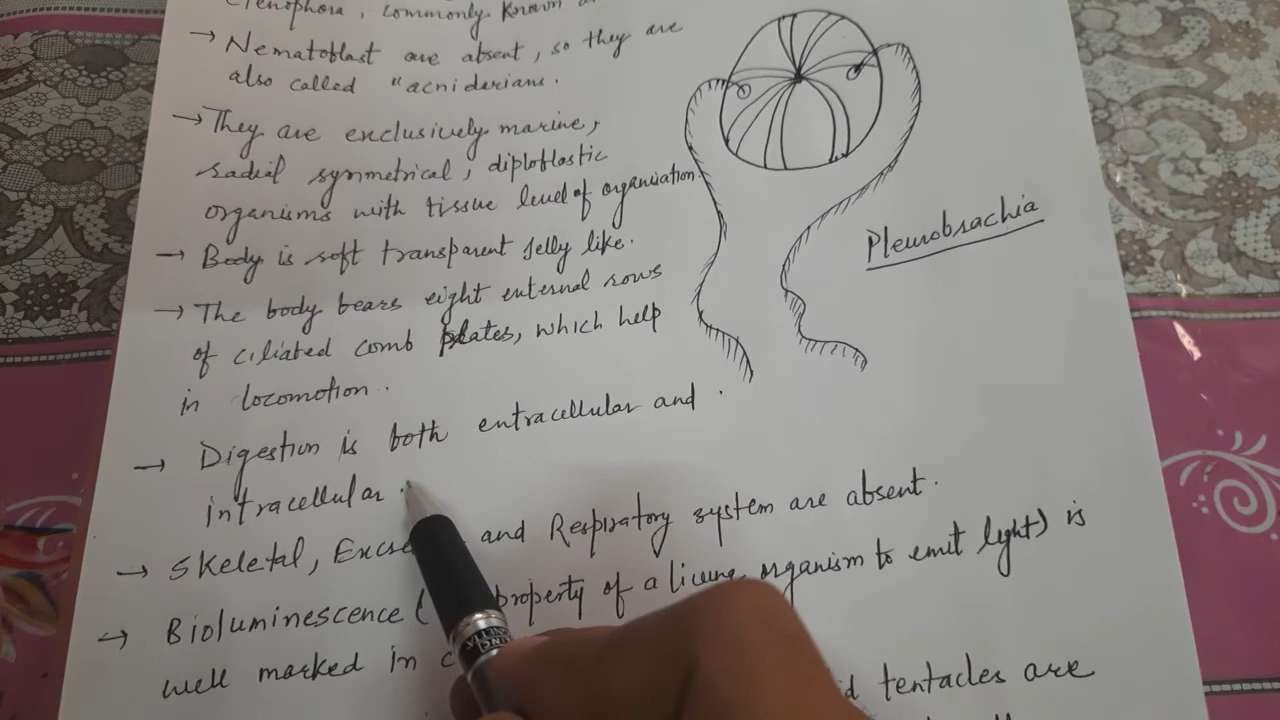 Ctenophora, commonly known
→ Nematoblast are absent, so they are
also called "acniderians.
→ They are exclusively marine,
radial symmetrical, diploblastic
organisms with tissue level of organisation.
→ Body is soft transparent Jelly like.
→ The body bears eight external rows
of ciliated comb plates, which help
in locomotion.
→ Digestion is both extracellular and
intracellular.
→ Skeletal, and Respiratory system are absent.
→ Bioluminescence ( property of a living organism to emit light) is
well marked in
tentacles are
Pleurobrachia